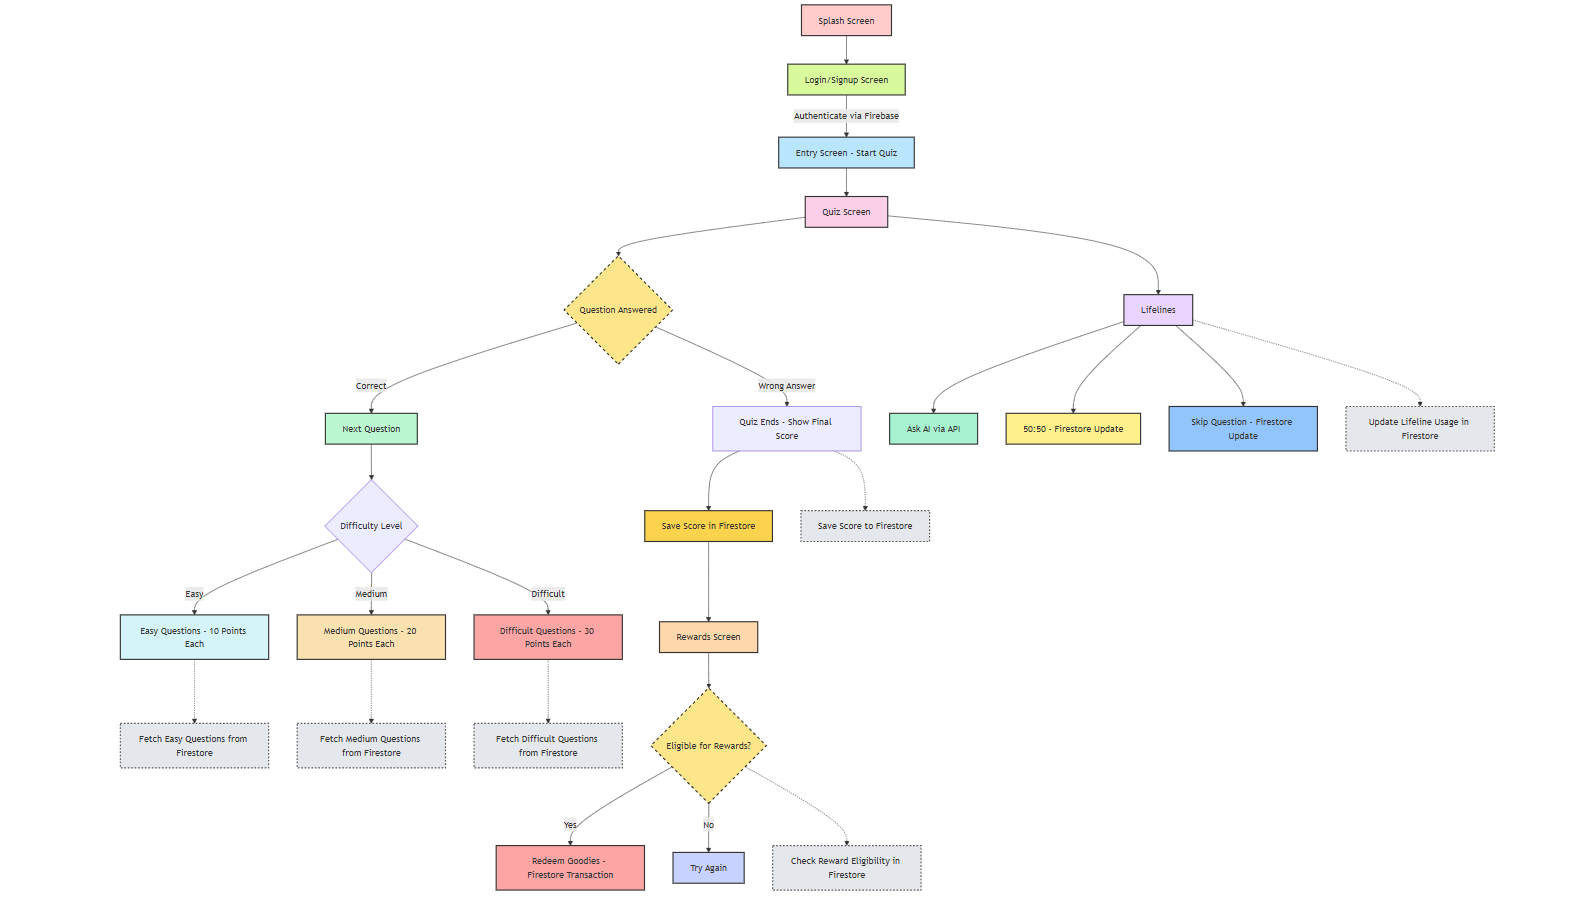 Splash Screen
Login/Signup Screen
Authenticate via Firebase
Entry Screen - Start Quiz
Quiz Screen
Question Answered
Lifelines
Correct
Wrong Answer
Next Question
Quiz Ends - Show Final
Score
Ask AI via API
50:50 - Firestore Update
Skip Question - Firestore
Update
Update Lifeline Usage in
Firestore
Difficulty Level
Save Score in Firestore
Save Score to Firestore
Easy
Medium
Difficult
Easy Questions - 10 Points
Each
Medium Questions - 20
Points Each
Difficult Questions - 30
Points Each
Rewards Screen
Fetch Easy Questions from
Firestore
Fetch Medium Questions
from Firestore
Fetch Difficult Questions
from Firestore
Eligible for Rewards?
Yes
No
Redeem Goodies -
Firestore Transaction
Try Again
Check Reward Eligibility in
Firestore